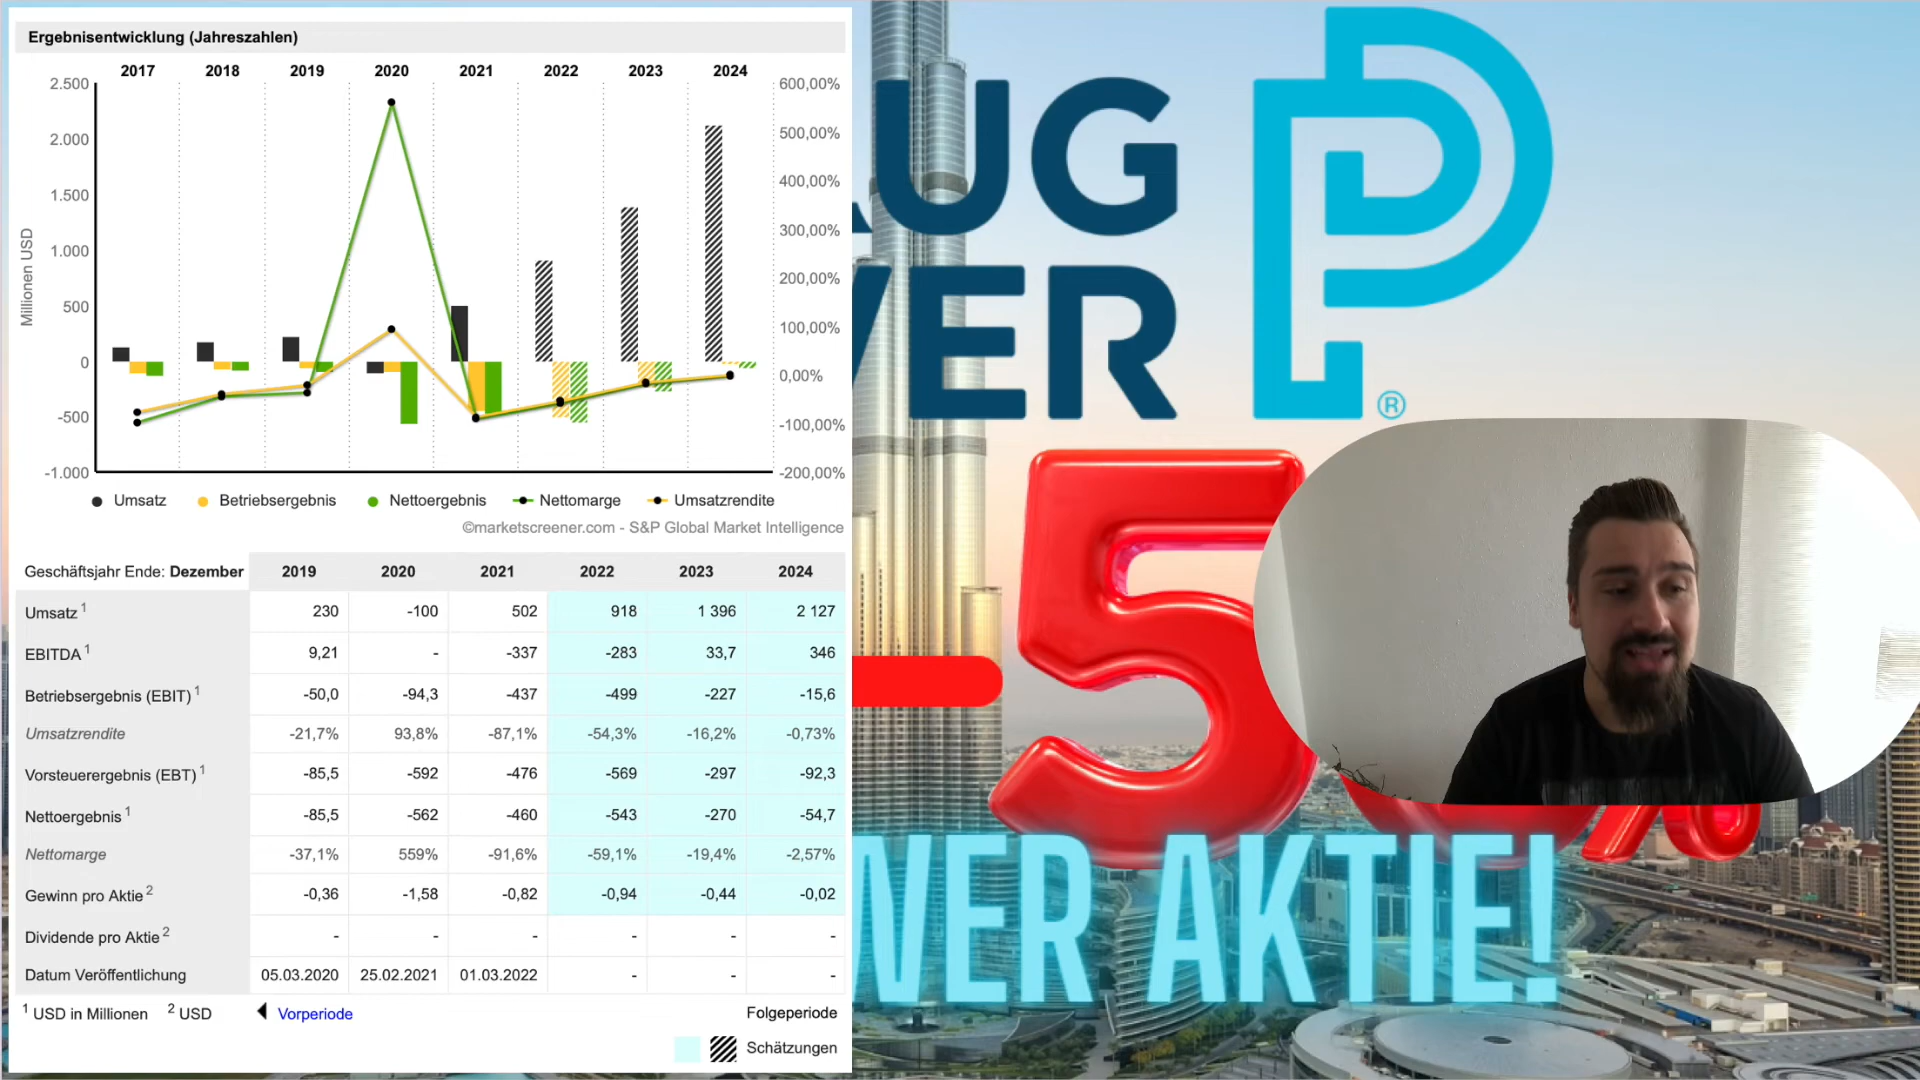 Ergebnisentwicklung (Jahreszahlen)
2017 2018 2019 2020 2021 2022 2023 2024
2.500 600,00%
2.000 500,00%
1.500 400,00%
1.000 300,00%
500 200,00%
0 100,00%
-500 0,00%
-1.000 -100,00%
-200,00%
Millionen USD
Umsatz Betriebsergebnis Nettoergebnis Nettomarge Umsatzrendite
©marketscreener.com - S&P Global Market Intelligence
Geschäftsjahr Ende: Dezember 2019 2020 2021 2022 2023 2024
Umsatz 1 230 -100 502 918 1 396 2 127
EBITDA 1 9,21 - -337 -283 33,7 346
Betriebsergebnis (EBIT) 1 -50,0 -94,3 -437 -499 -227 -15,6
Umsatzrendite -21,7% 93,8% -87,1% -54,3% -16,2% -0,73%
Vorsteuerergebnis (EBT) 1 -85,5 -592 -476 -569 -297 -92,3
Nettoergebnis 1 -85,5 -562 -460 -543 -270 -54,7
Nettomarge -37,1% 559% -91,6% -59,1% -19,4% -2,57%
Gewinn pro Aktie 2 -0,36 -1,58 -0,82 -0,94 -0,44 -0,02
Dividende pro Aktie 2 - - - - - -
Datum Veröffentlichung 05.03.2020 25.02.2021 01.03.2022 - - -
1 USD in Millionen 2 USD Vorperiode Folgeperiode
Schätzungen
UG
WER
®
-5
WER AKTIE!